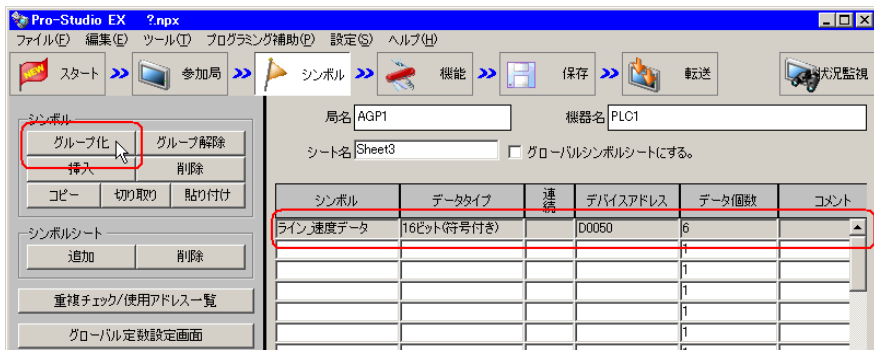 Pro-Studio EX ?.npx
ファイル(F) 編集(E) ツール(T) プログラミング補助(P) 設定(S) ヘルプ(H)
NEW スタート >> 参加局 >> シンボル >> 機能 >> 保存 >> 転送 状況監視
シンボル
グループ化 グループ解除
挿入 削除
コピー 切り取り 貼り付け
シンボルシート
追加 削除
重複チェック/使用アドレス一覧
グローバル定数設定画面
局名 AGP1 機器名 PLC1
シート名 Sheet3 グローバルシンボルシートにする。
シンボル データタイプ 連続 デバイスアドレス データ個数 コメント
ライン_速度データ 16ビット(符号付き) D0050 6
1
1
1
1
1